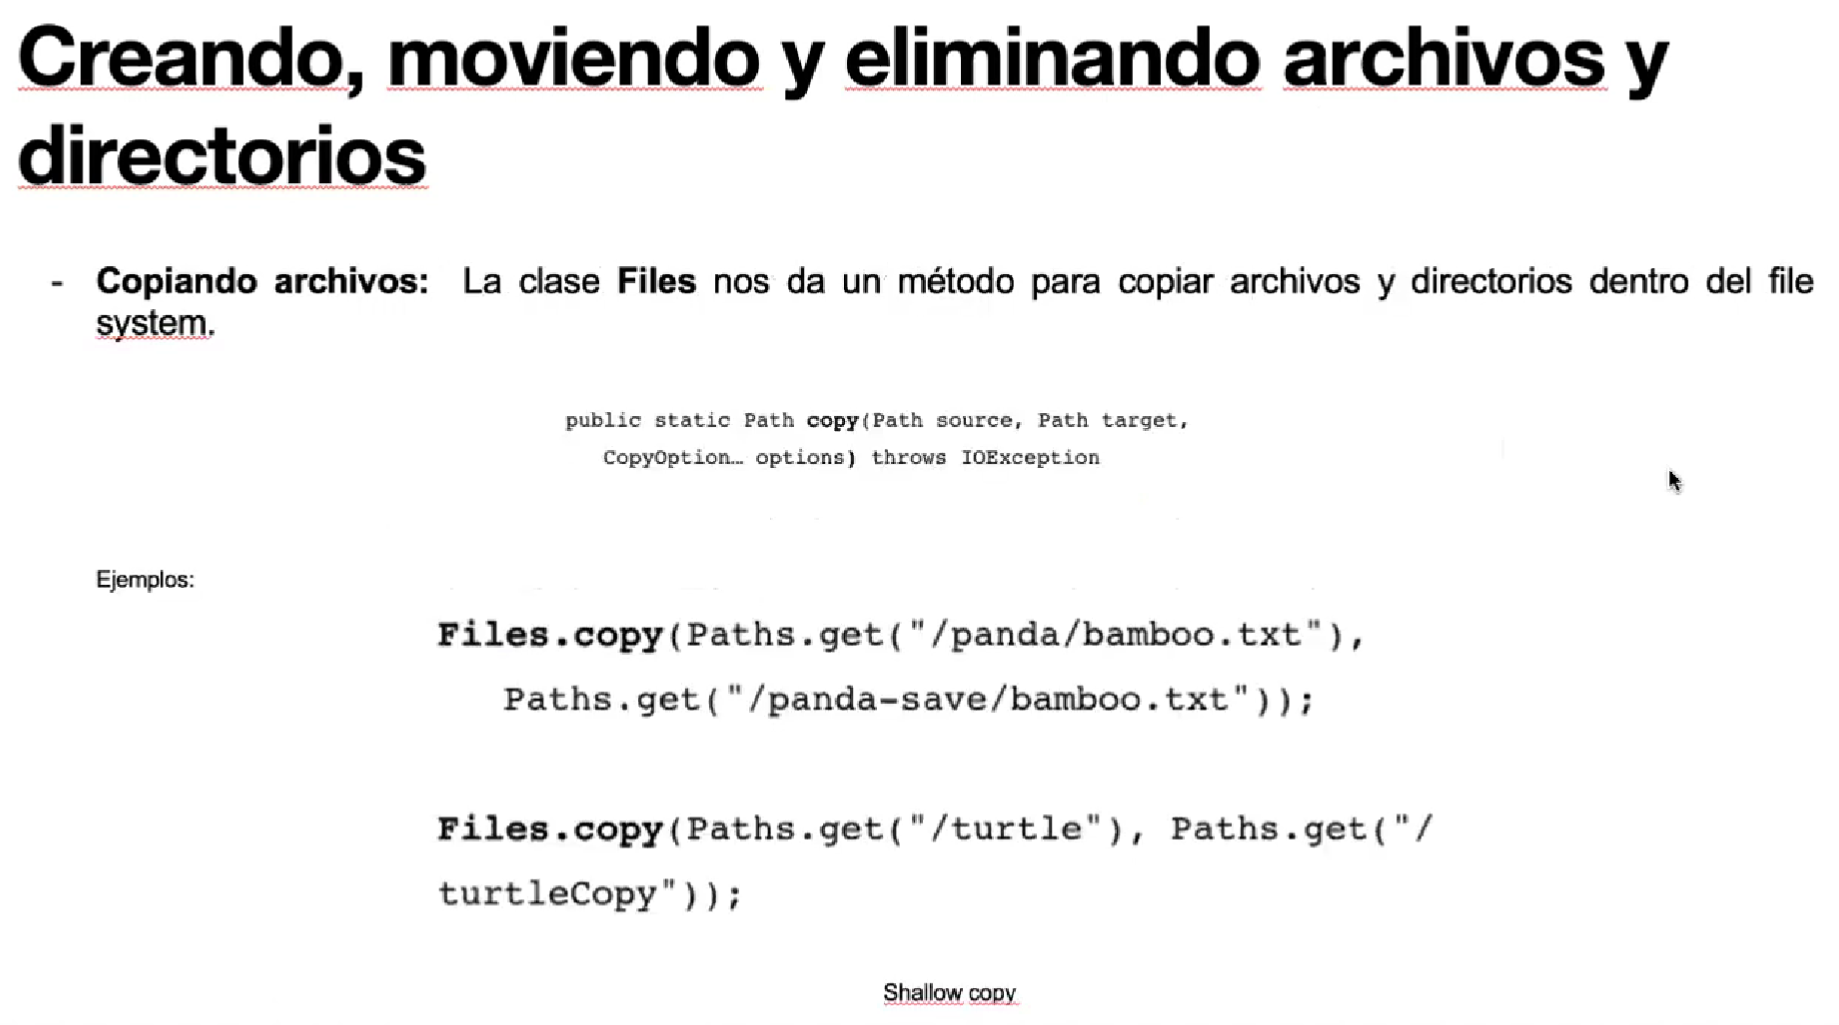 Creando, moviendo y eliminando archivos y
directorios
- Copiando archivos: La clase Files nos da un método para copiar archivos y directorios dentro del file
system.
public static Path copy(Path source, Path target,
CopyOption… options) throws IOException
Ejemplos:
Files.copy(Paths.get("/panda/bamboo.txt"),
Paths.get("/panda-save/bamboo.txt"));
Files.copy(Paths.get("/turtle"), Paths.get("/
turtleCopy"));
Shallow copy